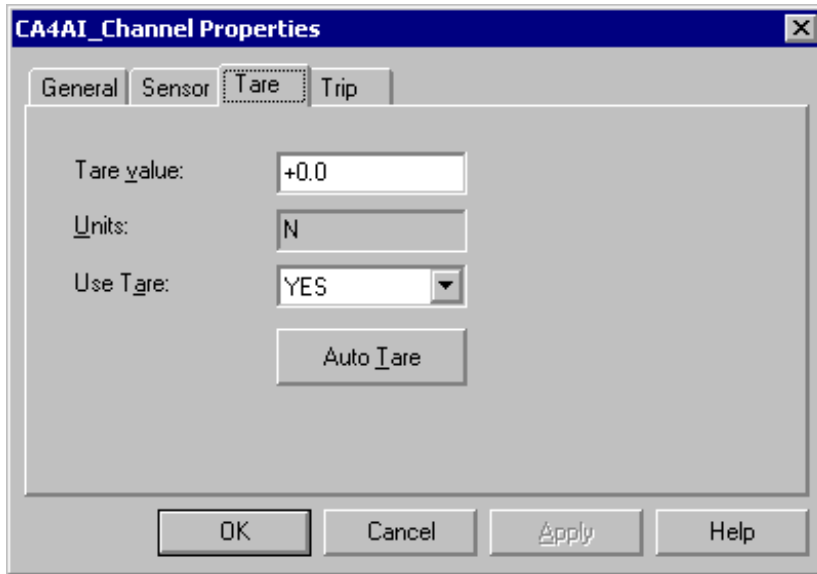 CA4AI_Channel Properties
General Sensor Tare Trip
Tare value: +0.0
Units: N
Use Tare: YES
Auto Tare
OK Cancel Apply Help